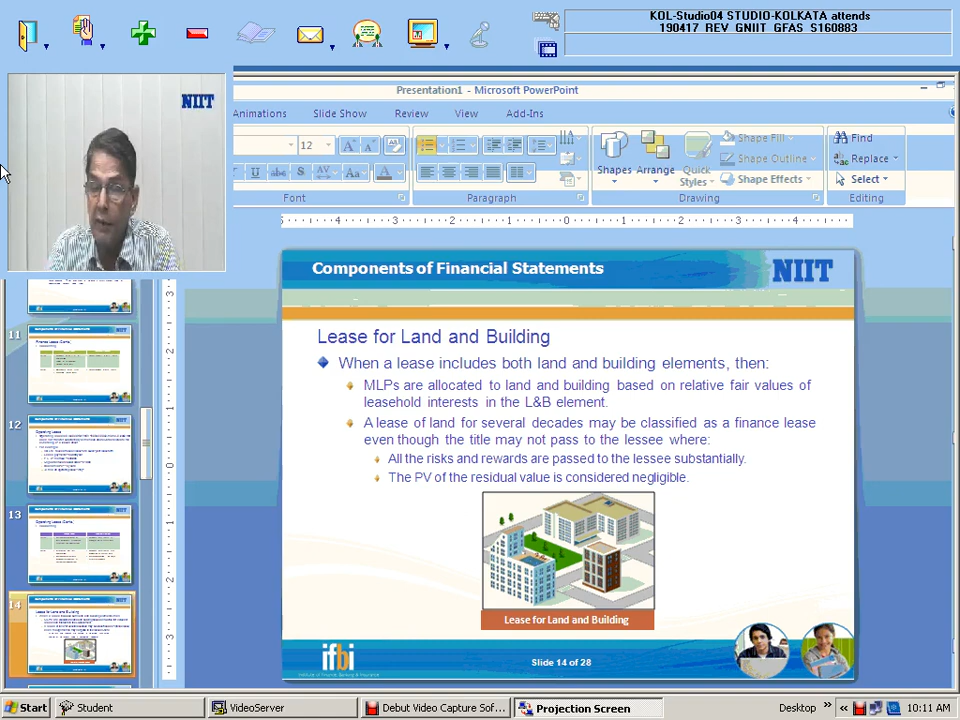 KOL-Studio04 STUDIO-KOLKATA attends
190417_REV_GNIIT_GFAS_S160883
NIIT
Presentation1 - Microsoft PowerPoint
Animations Slide Show Review View Add-Ins
12
Shapes Arrange Quick Styles
Shape Fill
Shape Outline
Shape Effects
Find
Replace
Select
Font Paragraph Drawing Editing
Components of Financial Statements
NIIT
Lease for Land and Building
When a lease includes both land and building elements, then:
MLPs are allocated to land and building based on relative fair values of
leasehold interests in the L&B element.
A lease of land for several decades may be classified as a finance lease
even though the title may not pass to the lessee where:
All the risks and rewards are passed to the lessee substantially.
The PV of the residual value is considered negligible.
Lease for Land and Building
ifbi
Institute of Finance Banking & Insurance
Slide 14 of 28
11
12
13
14
Start Student VideoServer Debut Video Capture Sof... Projection Screen Desktop 10:11 AM